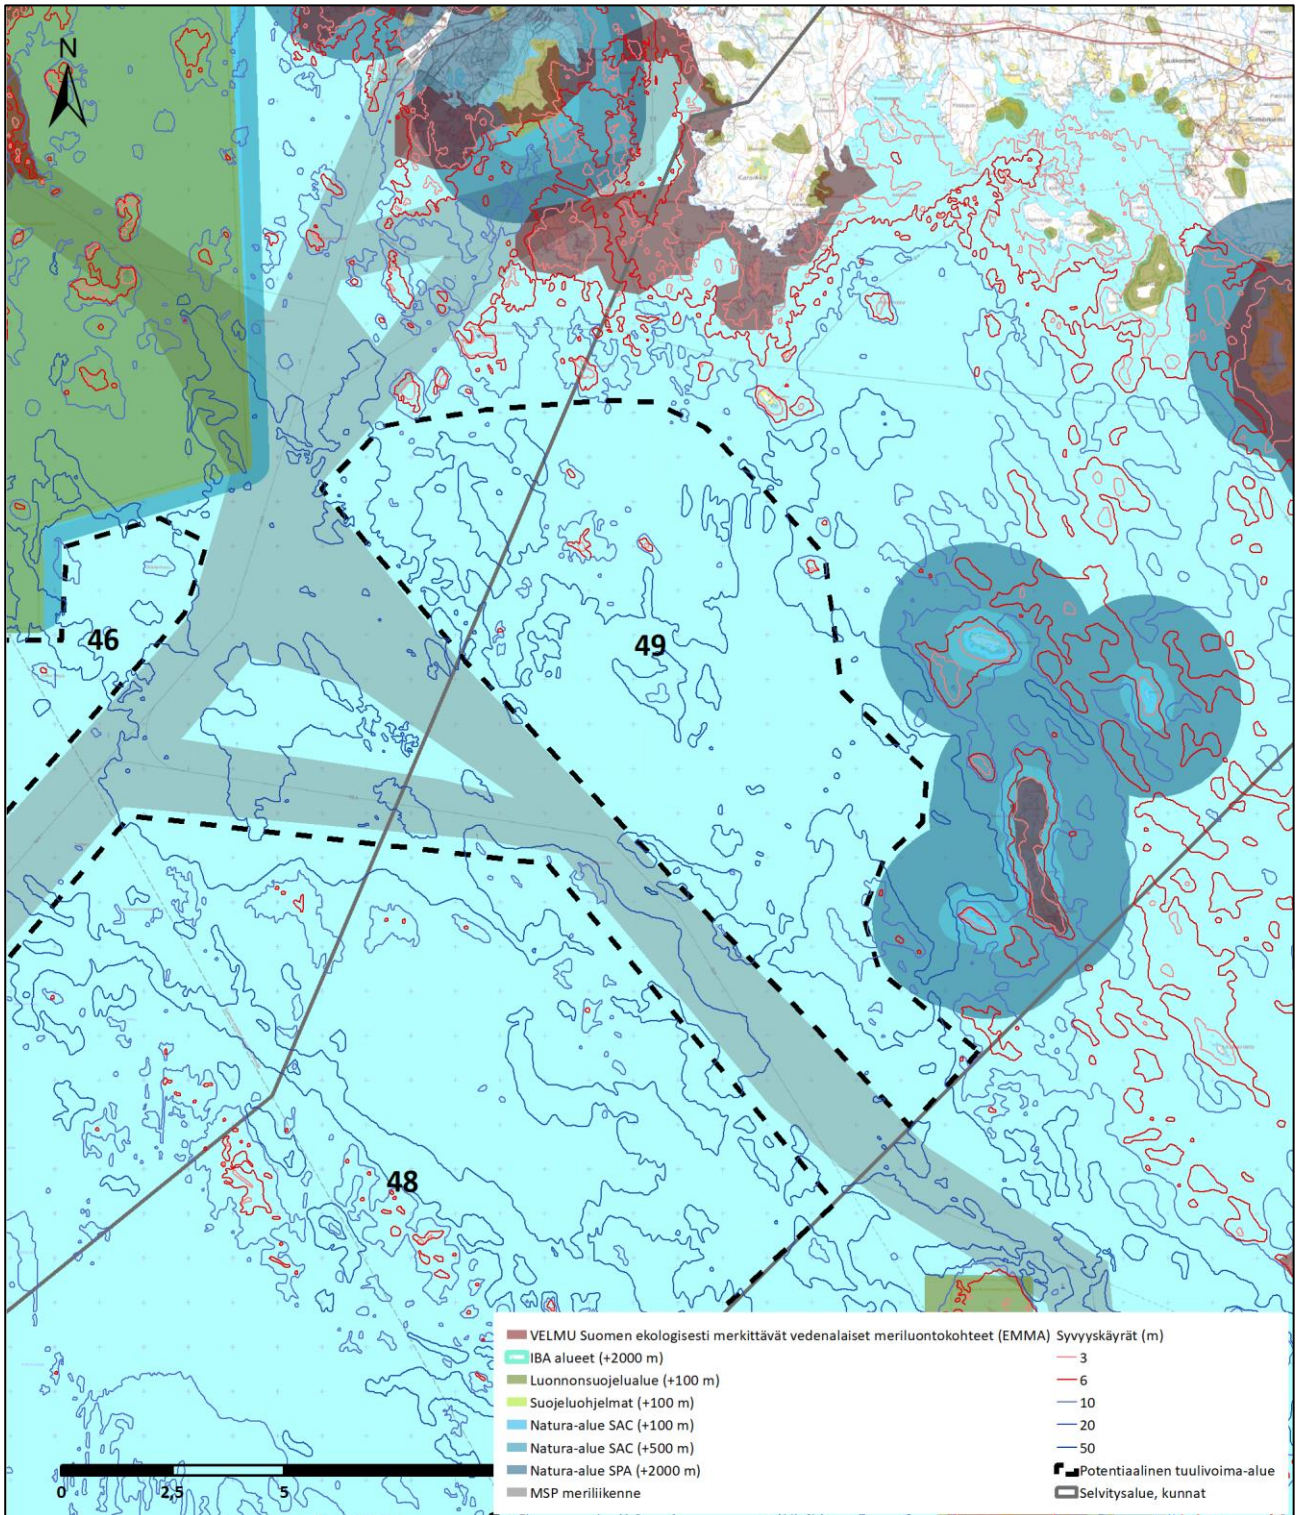 N
Karsikko
Simoniemi
46
49
48
VELMU Suomen ekologisesti merkittävät vedenalaiset meriluontokohteet (EMMA)
IBA alueet (+2000 m)
Luonnonsuojelualue (+100 m)
Suojeluohjelmat (+100 m)
Natura-alue SAC (+100 m)
Natura-alue SAC (+500 m)
Natura-alue SPA (+2000 m)
MSP meriliikenne
Syvyyskäyrät (m)
3
6
10
20
50
Potentiaalinen tuulivoima-alue
Selvitysalue, kunnat
0 2,5 5